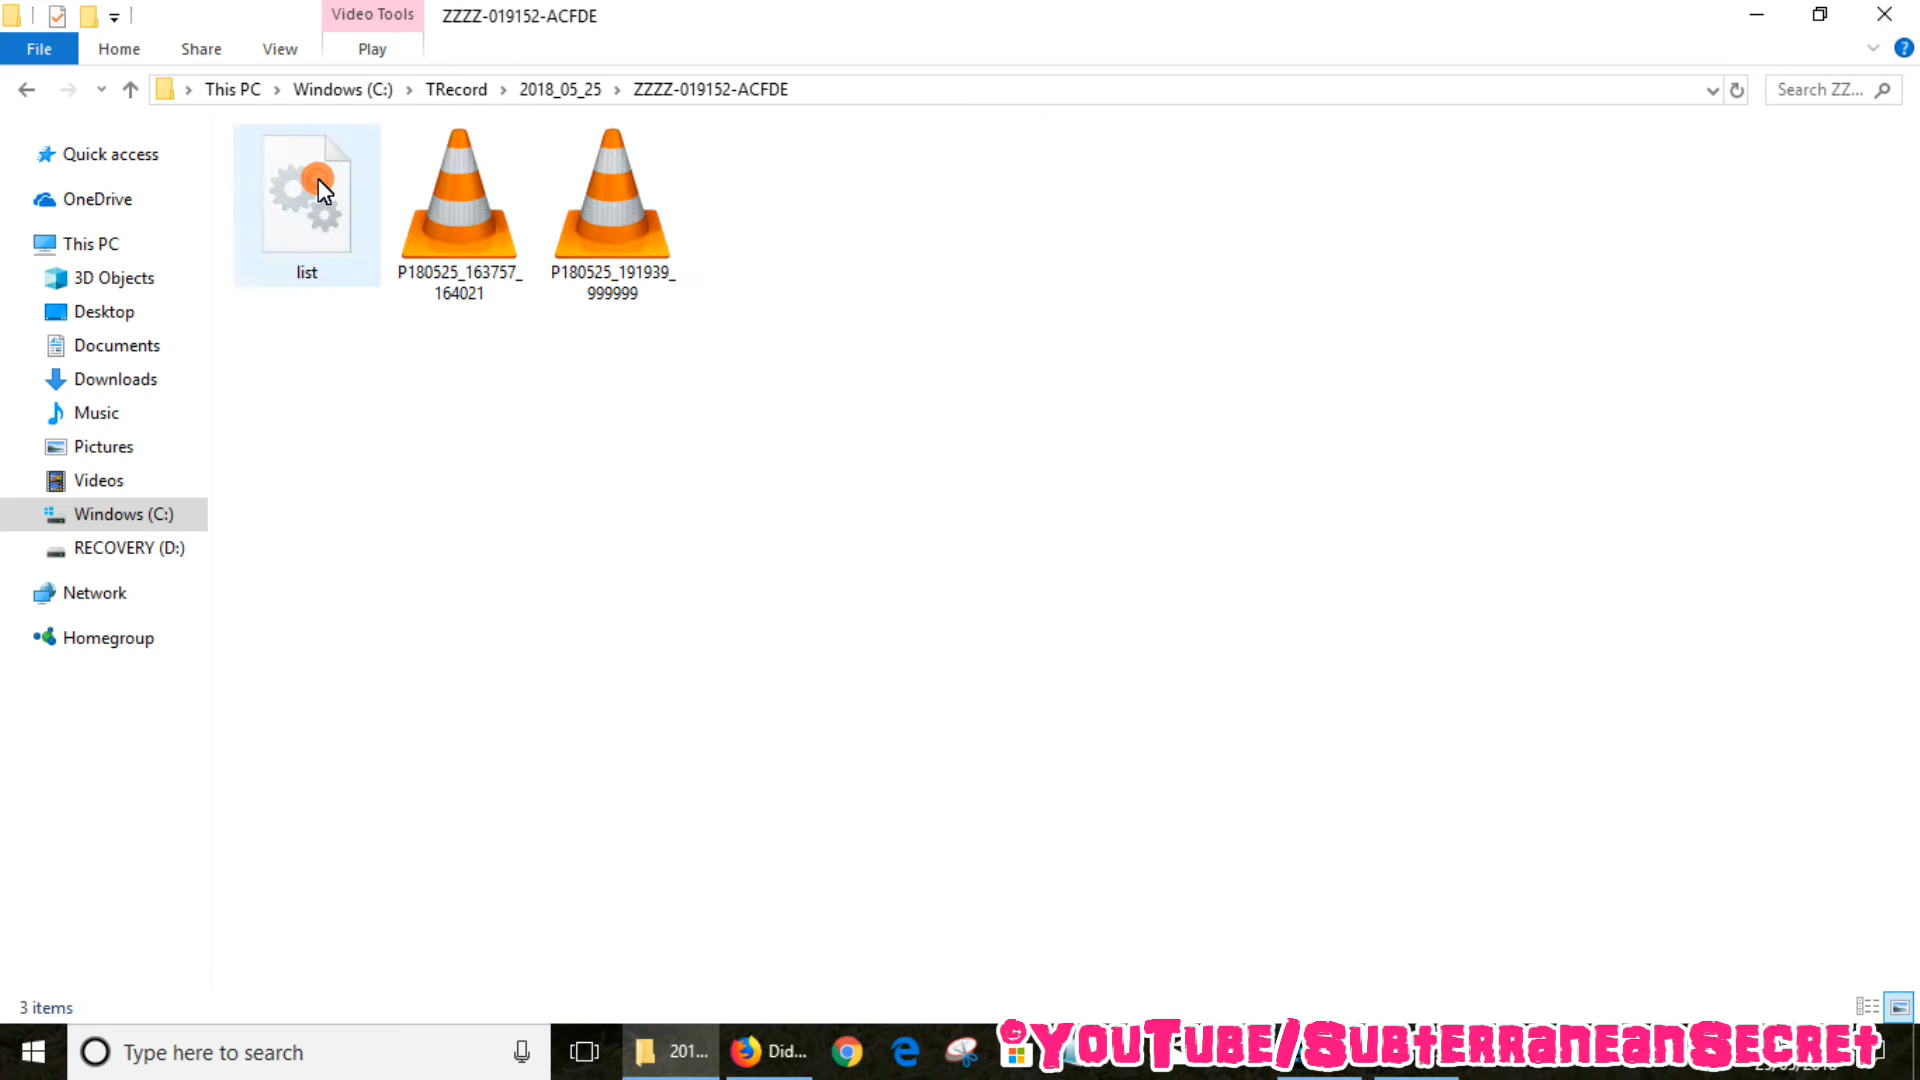 Video Tools
ZZZZ-019152-ACFDE
File
Home
Share
View
Play
This PC
Windows (C:)
TRecord
2018_05_25
ZZZZ-019152-ACFDE
Search ZZ...
Quick access
OneDrive
This PC
3D Objects
Desktop
Documents
Downloads
Music
Pictures
Videos
Windows (C:)
RECOVERY (D:)
Network
Homegroup
list
P180525_163757_
164021
P180525_191939_
999999
3 items
Type here to search
201...
Did...
YouTube/SubterraneanSecret